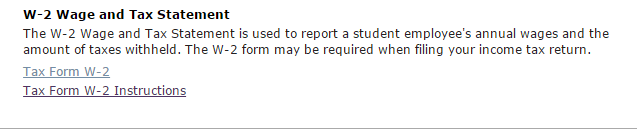 W-2 Wage and Tax Statement
The W-2 Wage and Tax Statement is used to report a student employee's annual wages and the
amount of taxes withheld. The W-2 form may be required when filing your income tax return.
Tax Form W-2
Tax Form W-2 Instructions